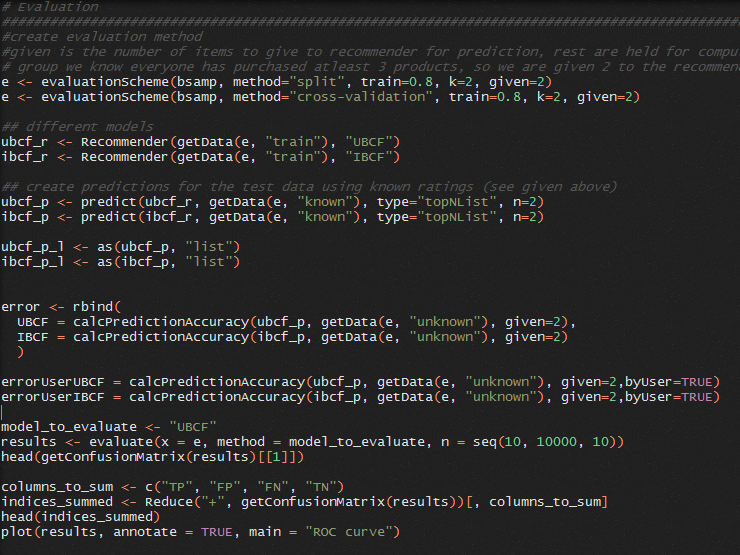 # Evaluation
################################################################################################
#create evaluation method
#given is the number of items to give to recommender for prediction, rest are held for compu
# group we know everyone has purchased atleast 3 products, so we are given 2 to the recommen
e <- evaluationScheme(bsamp, method="split", train=0.8, k=2, given=2)
e <- evaluationScheme(bsamp, method="cross-validation", train=0.8, k=2, given=2)
## different models
ubcf_r <- Recommender(getData(e, "train"), "UBCF")
ibcf_r <- Recommender(getData(e, "train"), "IBCF")
## create predictions for the test data using known ratings (see given above)
ubcf_p <- predict(ubcf_r, getData(e, "known"), type="topNList", n=2)
ibcf_p <- predict(ibcf_r, getData(e, "known"), type="topNList", n=2)
ubcf_p_l <- as(ubcf_p, "list")
ibcf_p_l <- as(ibcf_p, "list")
error <- rbind(
UBCF = calcPredictionAccuracy(ubcf_p, getData(e, "unknown"), given=2),
IBCF = calcPredictionAccuracy(ibcf_p, getData(e, "unknown"), given=2)
)
errorUserUBCF = calcPredictionAccuracy(ubcf_p, getData(e, "unknown"), given=2,byUser=TRUE)
errorUserIBCF = calcPredictionAccuracy(ibcf_p, getData(e, "unknown"), given=2,byUser=TRUE)
model_to_evaluate <- "UBCF"
results <- evaluate(x = e, method = model_to_evaluate, n = seq(10, 10000, 10))
head(getConfusionMatrix(results)[[1]])
columns_to_sum <- c("TP", "FP", "FN", "TN")
indices_summed <- Reduce("+", getConfusionMatrix(results))[, columns_to_sum]
head(indices_summed)
plot(results, annotate = TRUE, main = "ROC curve")